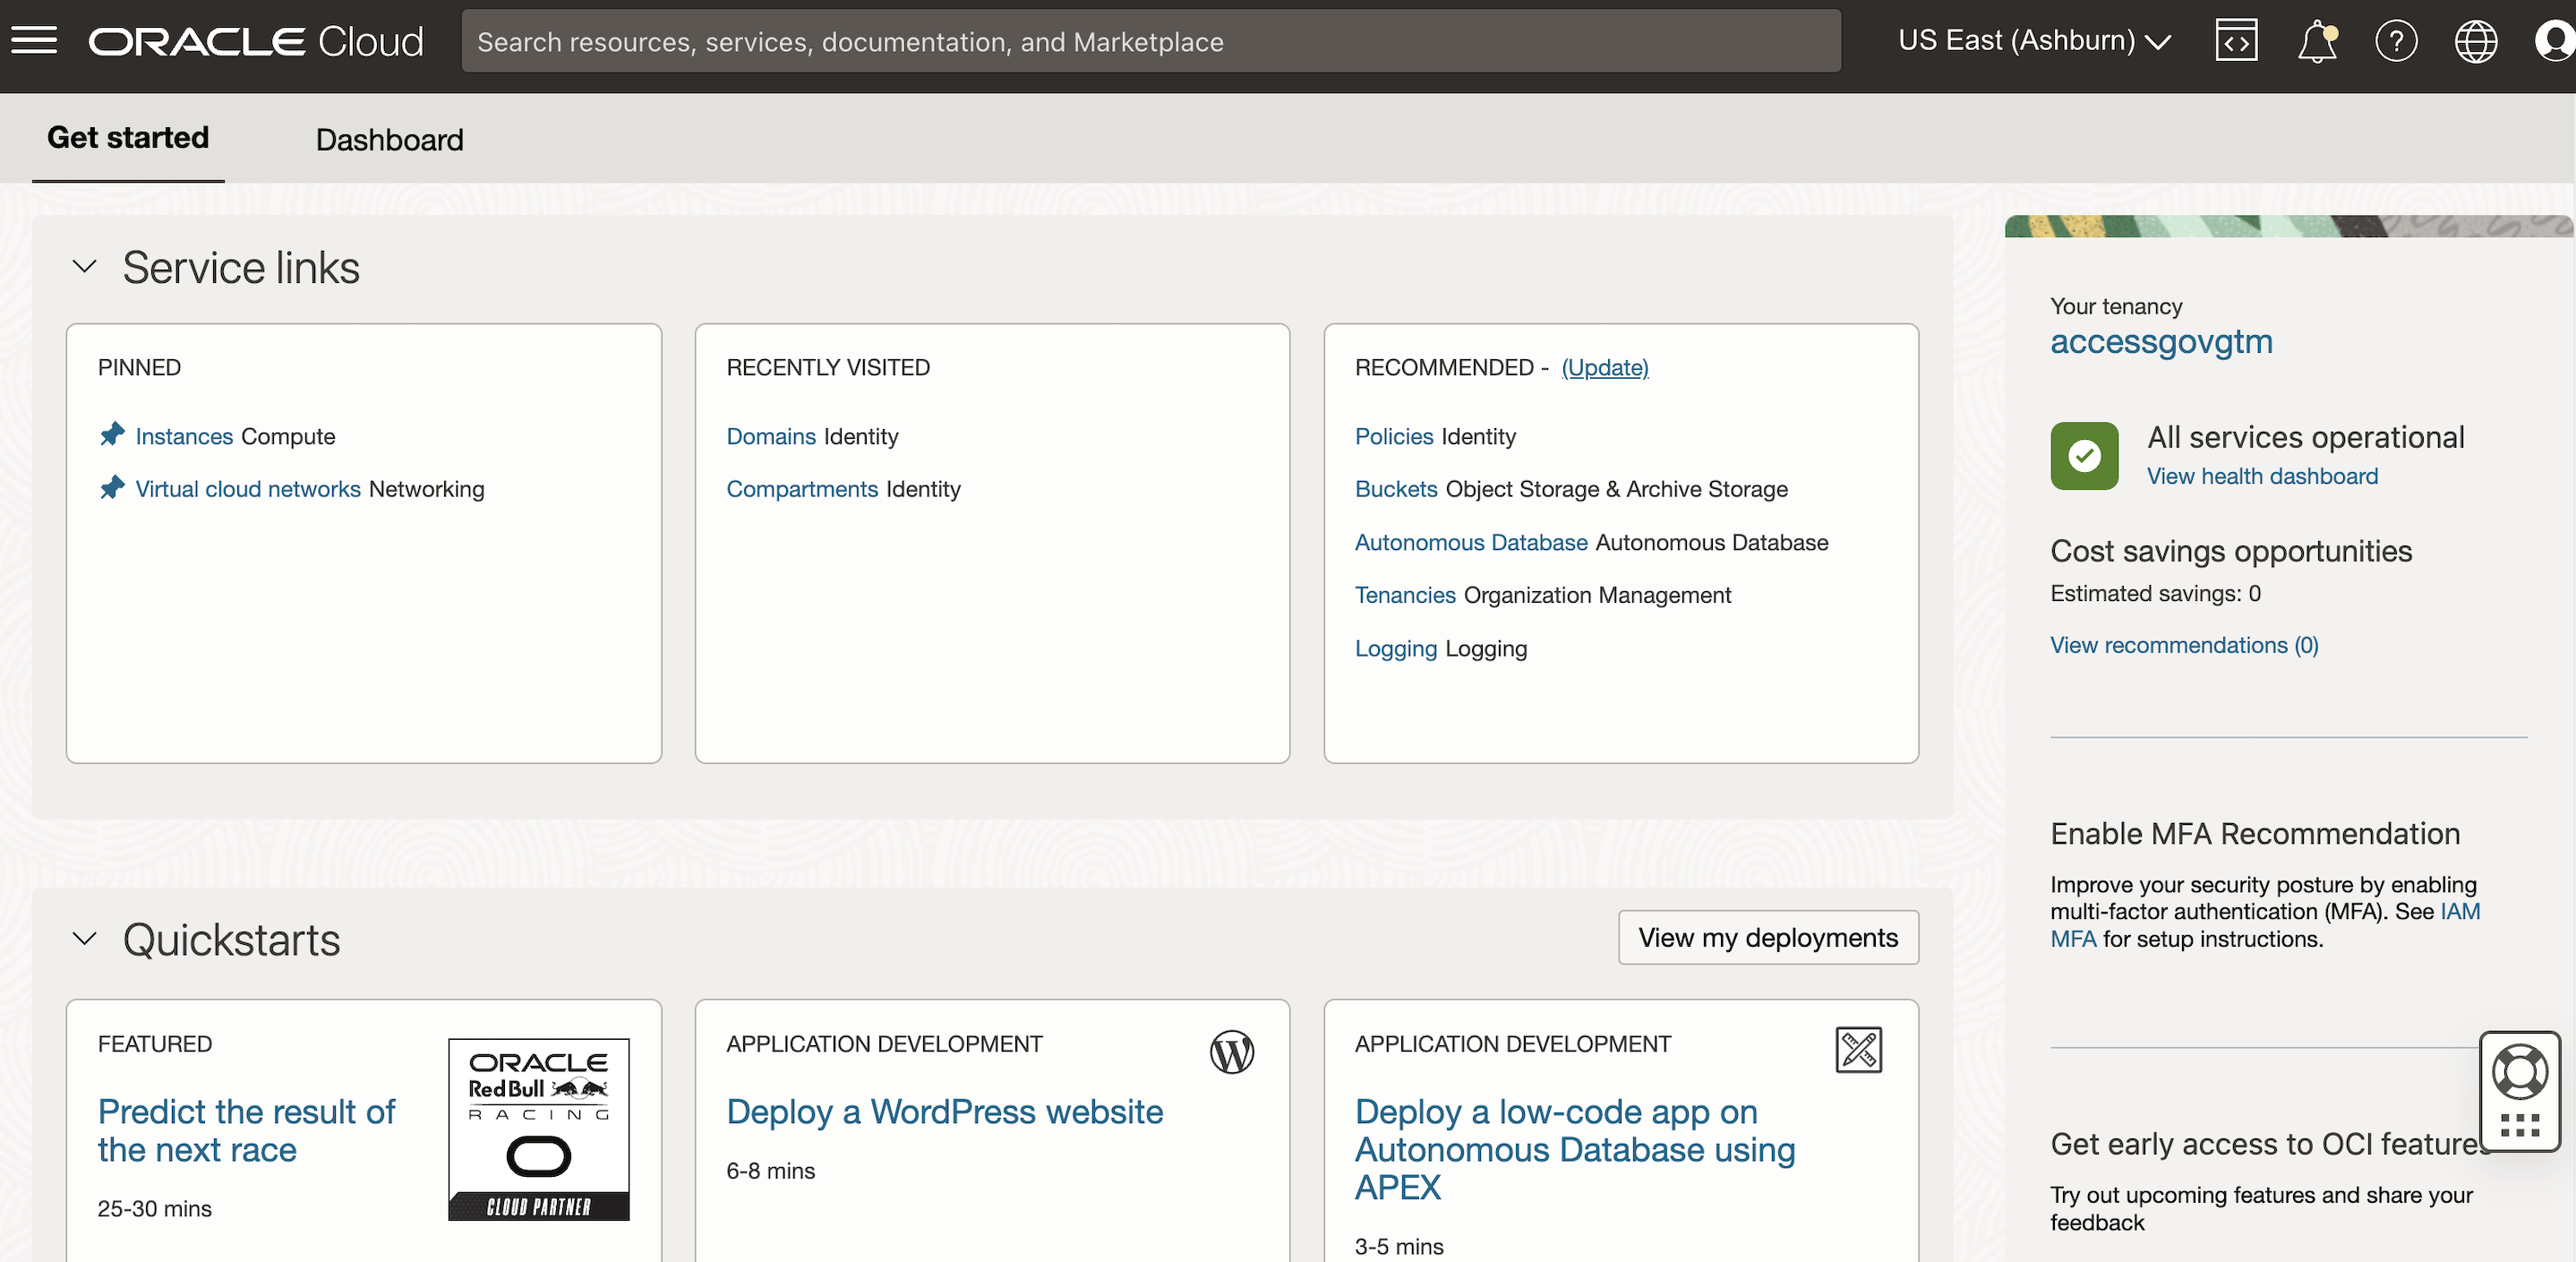 ORACLE Cloud
Search resources, services, documentation, and Marketplace
US East (Ashburn)
Get started
Dashboard
Service links
PINNED
Instances Compute
Virtual cloud networks Networking
RECENTLY VISITED
Domains Identity
Compartments Identity
RECOMMENDED - (Update)
Policies Identity
Buckets Object Storage & Archive Storage
Autonomous Database Autonomous Database
Tenancies Organization Management
Logging Logging
Your tenancy
accessgovgtm
All services operational
View health dashboard
Cost savings opportunities
Estimated savings: 0
View recommendations (0)
Enable MFA Recommendation
Improve your security posture by enabling
multi-factor authentication (MFA). See IAM
MFA for setup instructions.
Quickstarts
View my deployments
FEATURED
Predict the result of
the next race
25-30 mins
ORACLE
Red Bull
RACING
CLOUD PARTNER
APPLICATION DEVELOPMENT
Deploy a WordPress website
6-8 mins
APPLICATION DEVELOPMENT
Deploy a low-code app on
Autonomous Database using
APEX
3-5 mins
Get early access to OCI features
Try out upcoming features and share your
feedback